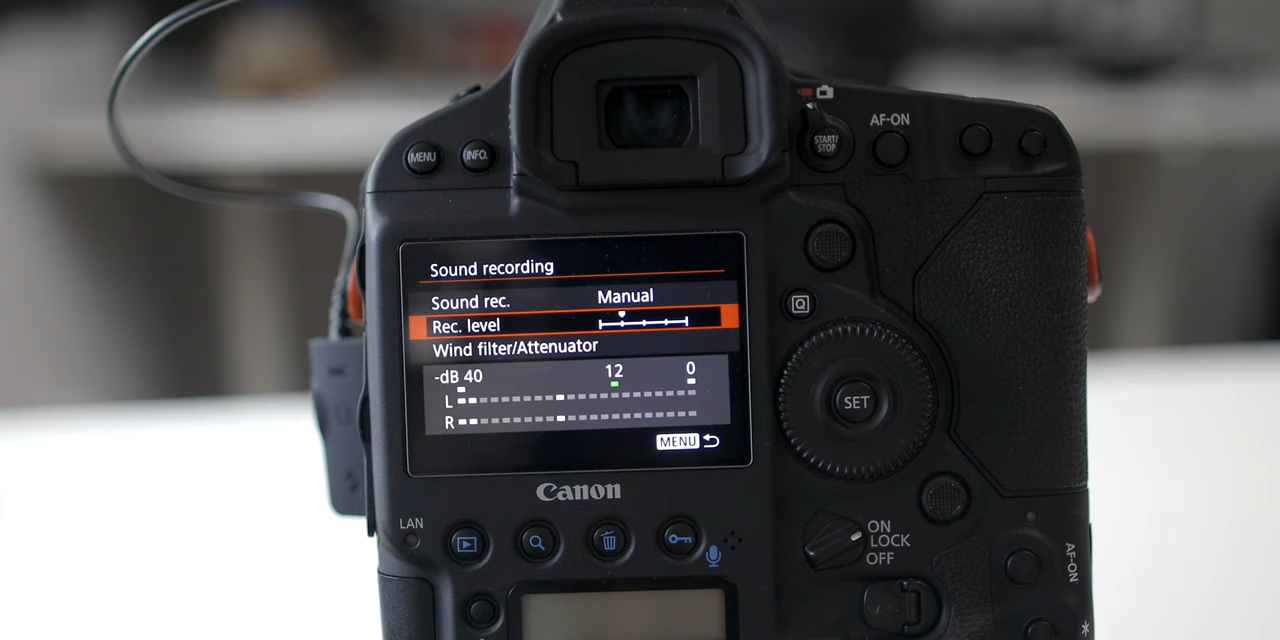 AF-ON
MENU
INFO.
START/
STOP
Sound recording
Sound rec. Manual
Rec. level
Wind filter/Attenuator
-dB 40 12 0
L
R
MENU
Q
SET
Canon
LAN
ON
LOCK
OFF
AF-ON